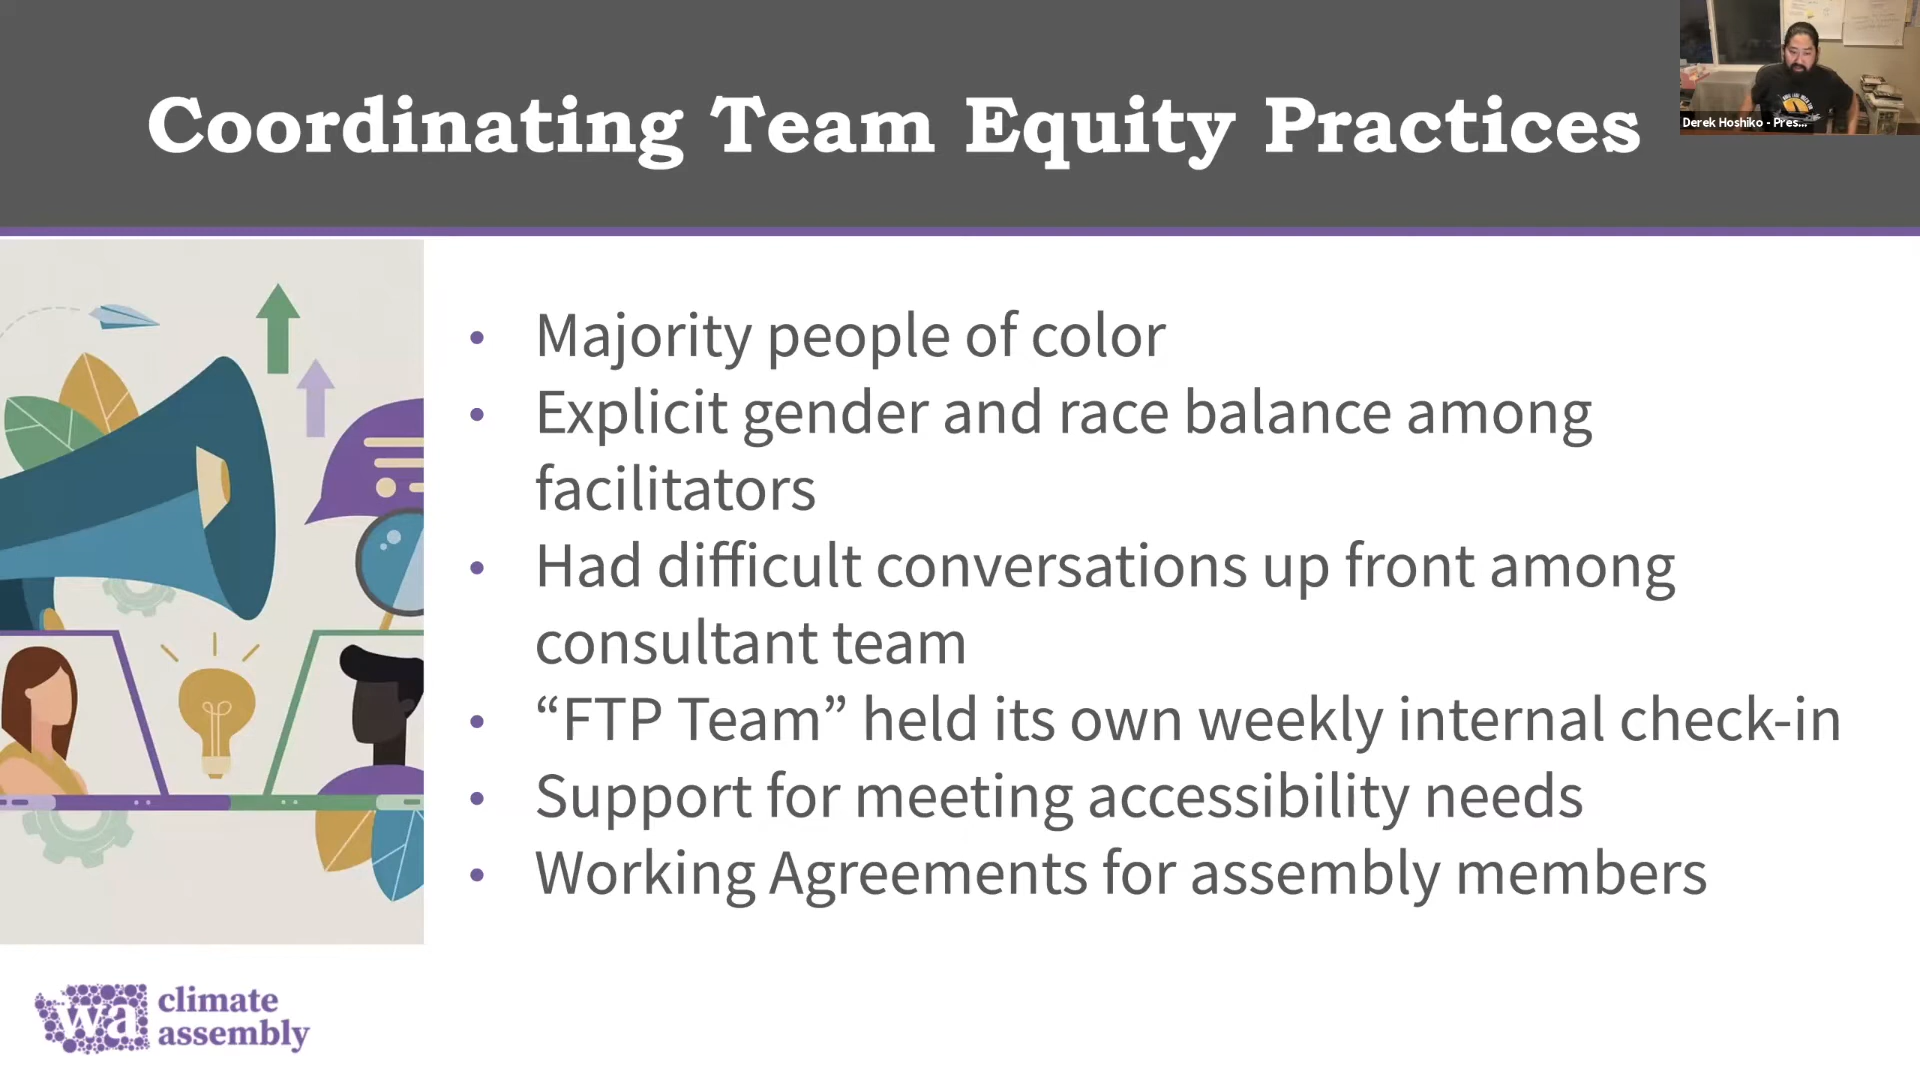 Coordinating Team Equity Practices
Derek Hoshiko - Pres...
• Majority people of color
• Explicit gender and race balance among
facilitators
• Had difficult conversations up front among
consultant team
• “FTP Team” held its own weekly internal check-in
• Support for meeting accessibility needs
• Working Agreements for assembly members
wa
climate
assembly